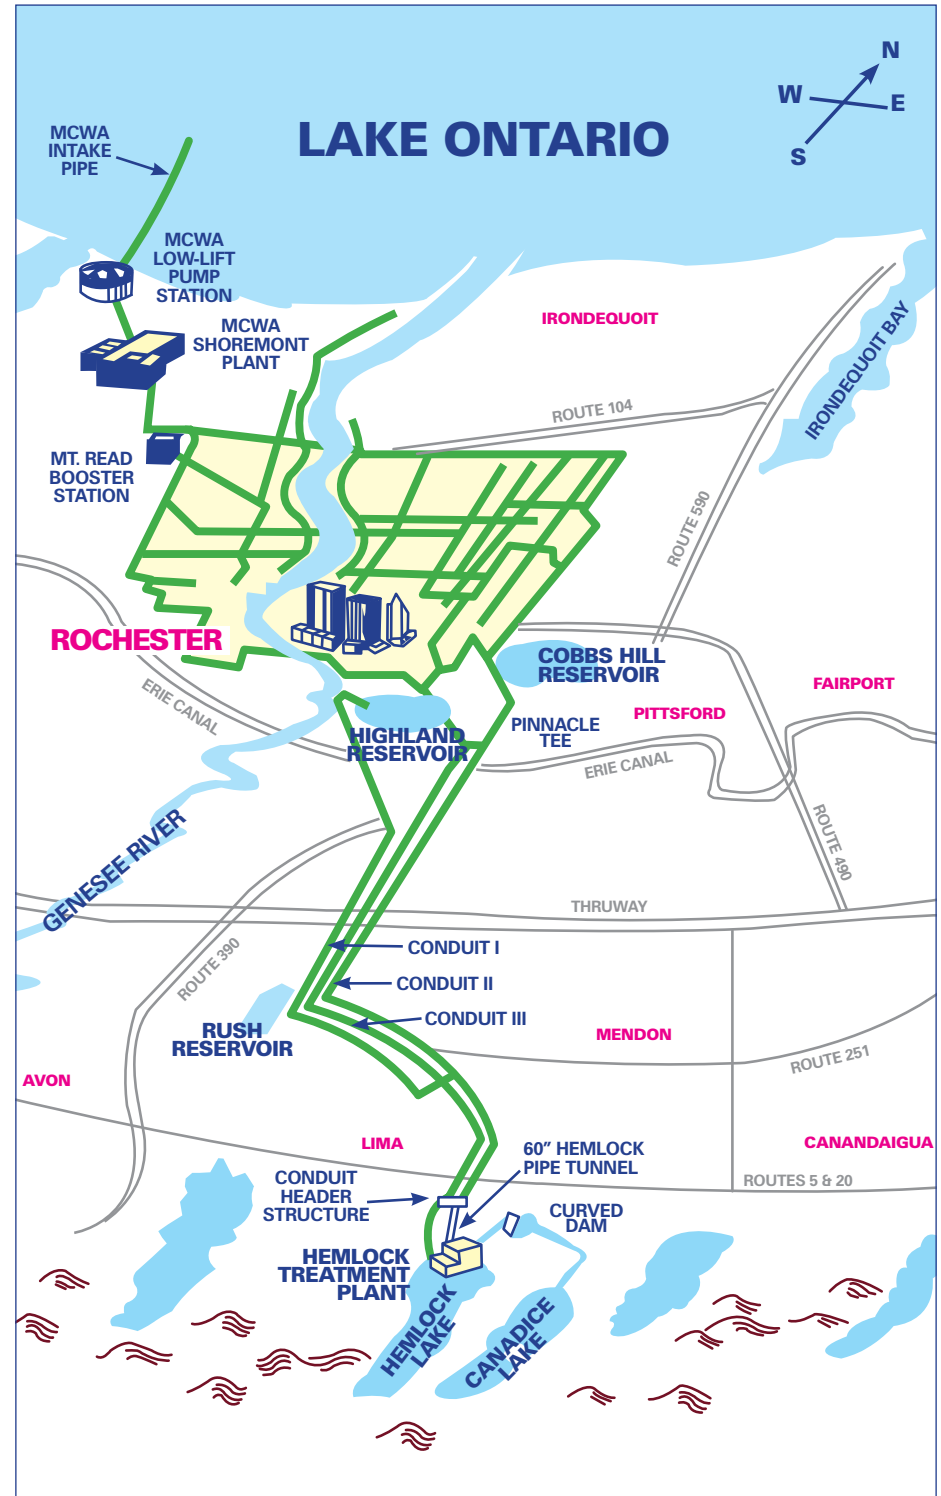 N
W
E
S
LAKE ONTARIO
MCWA
INTAKE
PIPE
MCWA
LOW-LIFT
PUMP
STATION
MCWA
SHOREMONT
PLANT
IRONDEQUOIT
IRONDEQUOIT BAY
ROUTE 104
MT. READ
BOOSTER
STATION
ROUTE 590
ROCHESTER
COBBS HILL
RESERVOIR
FAIRPORT
ERIE CANAL
PITTSFORD
PINNACLE
TEE
HIGHLAND
RESERVOIR
ERIE CANAL
ROUTE 490
GENESEE RIVER
THRUWAY
ROUTE 390
CONDUIT I
CONDUIT II
CONDUIT III
RUSH
RESERVOIR
MENDON
ROUTE 251
AVON
LIMA
CANANDAIGUA
60" HEMLOCK
PIPE TUNNEL
ROUTES 5 & 20
CONDUIT
HEADER
STRUCTURE
CURVED
DAM
HEMLOCK
TREATMENT
PLANT
HEMLOCK
LAKE
CANADICE
LAKE